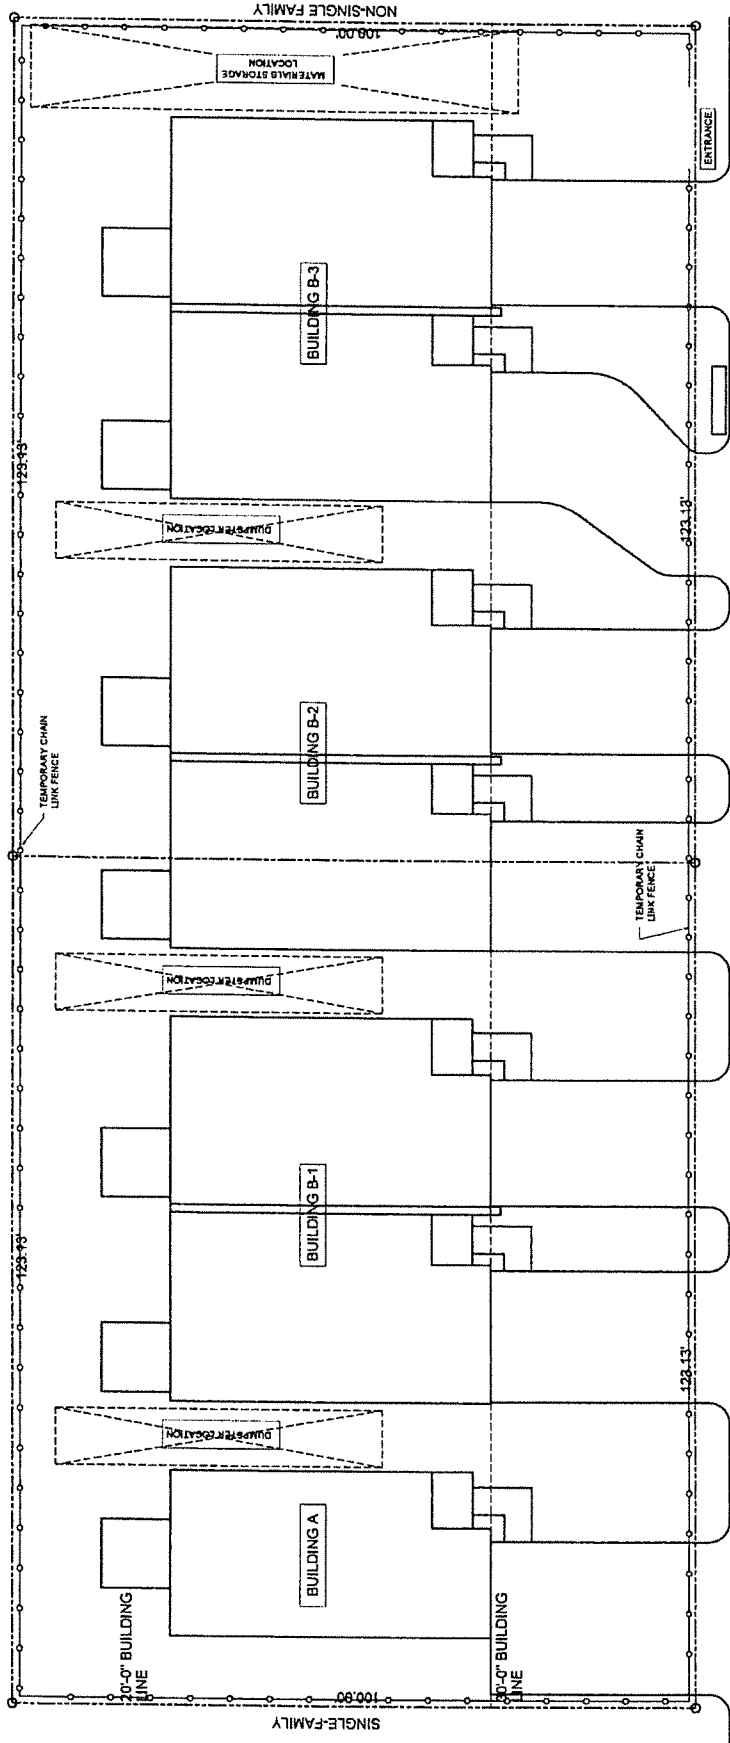 NON-SINGLE FAMILY
100.00'
MATERIALS STORAGE
LOCATION
ENTRANCE
BUILDING B-3
123.13'
123.13'
DUMPSTER LOCATION
BUILDING B-2
TEMPORARY CHAIN
LINK FENCE
TEMPORARY CHAIN
LINK FENCE
DUMPSTER LOCATION
BUILDING B-1
123.13'
123.13'
DUMPSTER LOCATION
BUILDING A
20'-0" BUILDING
LINE
30'-0" BUILDING
LINE
100.00
SINGLE-FAMILY